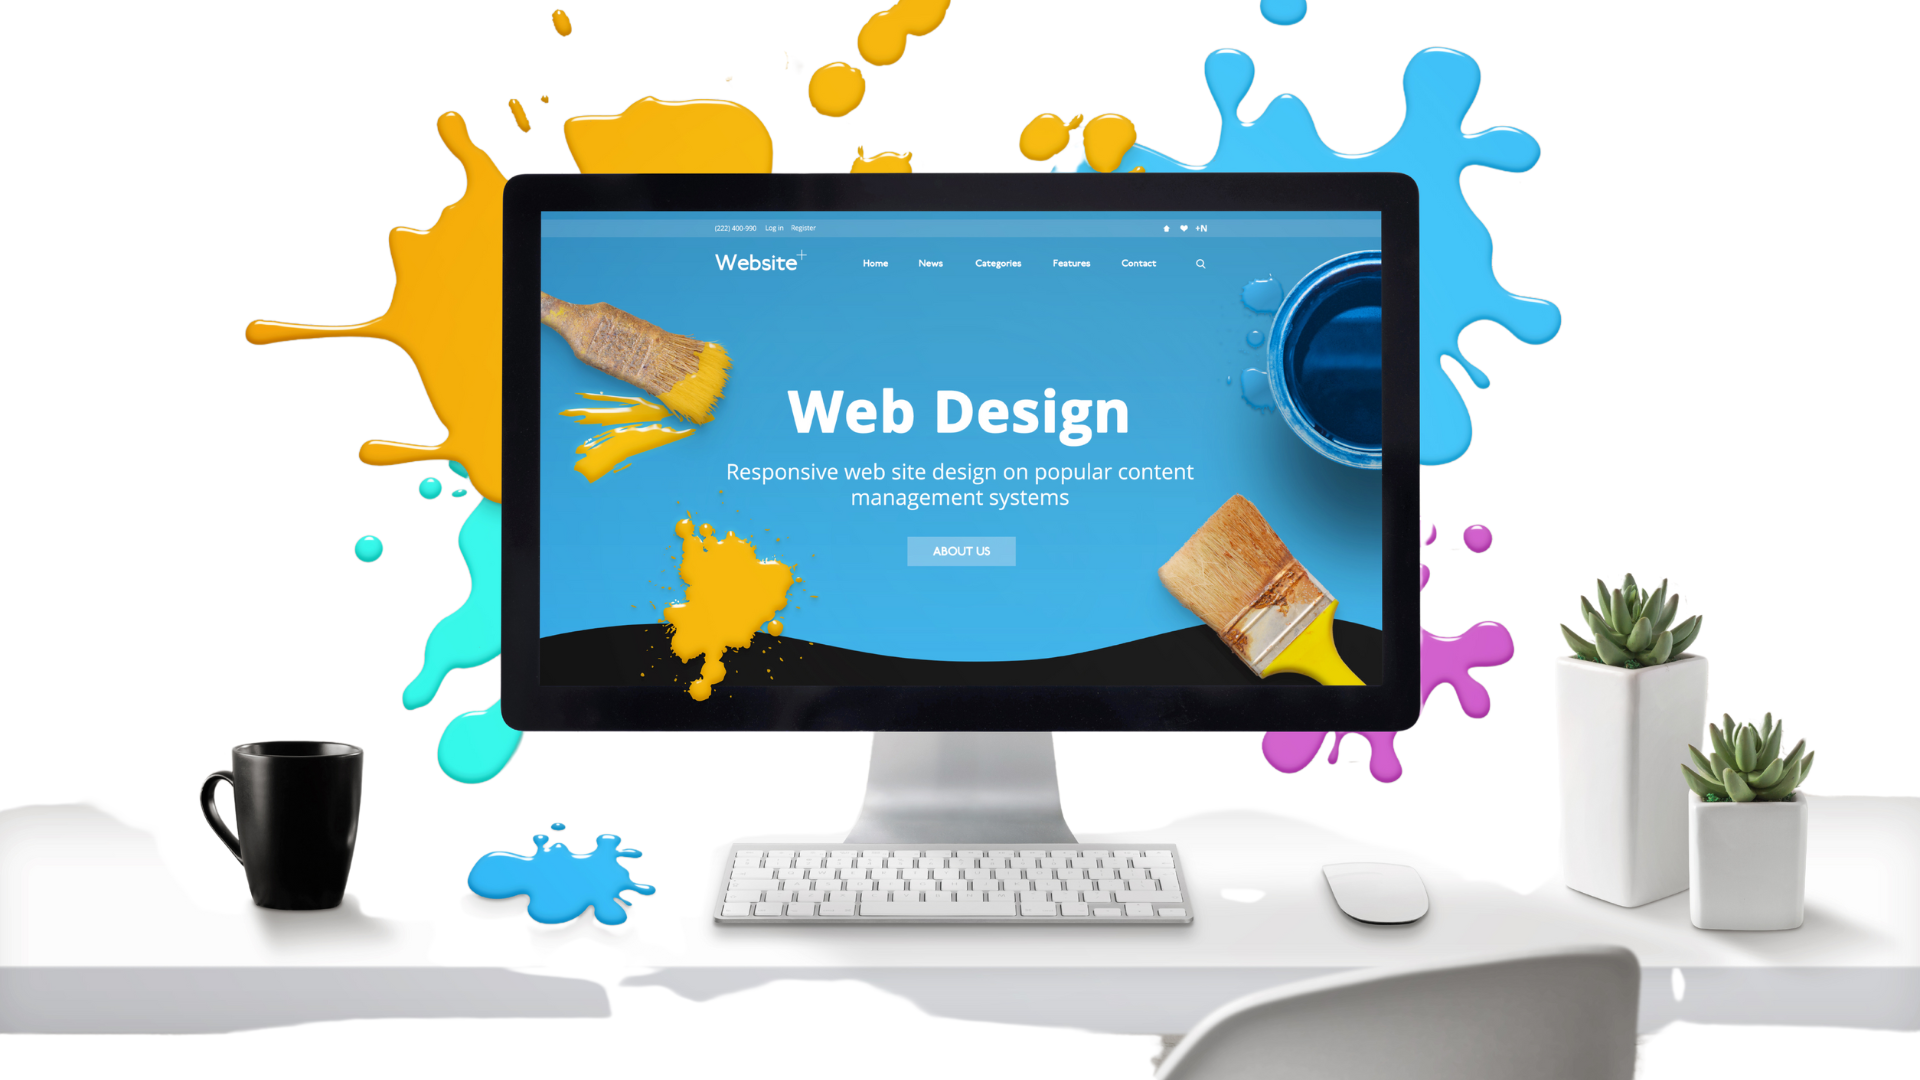 (222) 400-990 Log in Register
+N
Website+
Home News Categories Features Contact
Web Design
Responsive web site design on popular content
management systems
ABOUT US